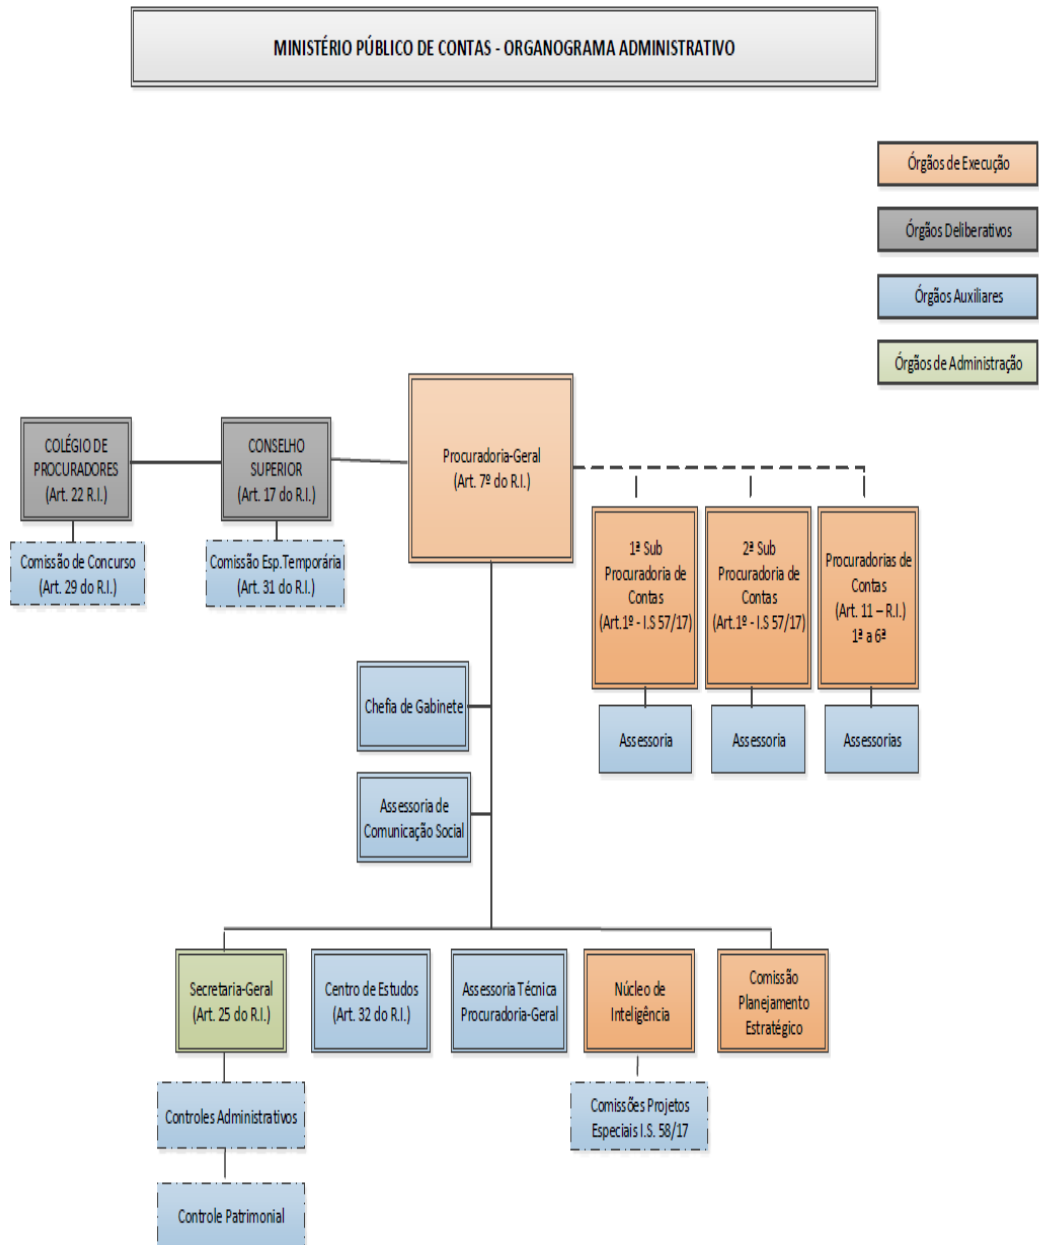 MINISTÉRIO PÚBLICO DE CONTAS - ORGANOGRAMA ADMINISTRATIVO
Órgãos de Execução
Órgãos Deliberativos
Órgãos Auxiliares
Órgãos de Administração
COLÉGIO DE
PROCURADORES
(Art. 22 R.I.)
CONSELHO
SUPERIOR
(Art. 17 do R.I.)
Procuradoria-Geral
(Art. 7º do R.I.)
Comissão de Concurso
(Art. 29 do R.I.)
Comissão Esp.Temporária
(Art. 31 do R.I.)
1ª Sub
Procuradoria de
Contas
(Art.1º - I.S 57/17)
2ª Sub
Procuradoria de
Contas
(Art.1º - I.S 57/17)
Procuradorias de
Contas
(Art. 11 – R.I.)
1ª a 6ª
Assessoria
Assessoria
Assessorias
Chefia de Gabinete
Assessoria de
Comunicação Social
Secretaria-Geral
(Art. 25 do R.I.)
Centro de Estudos
(Art. 32 do R.I.)
Assessoria Técnica
Procuradoria-Geral
Núcleo de
Inteligência
Comissão
Planejamento
Estratégico
Controles Administrativos
Comissões Projetos
Especiais I.S. 58/17
Controle Patrimonial